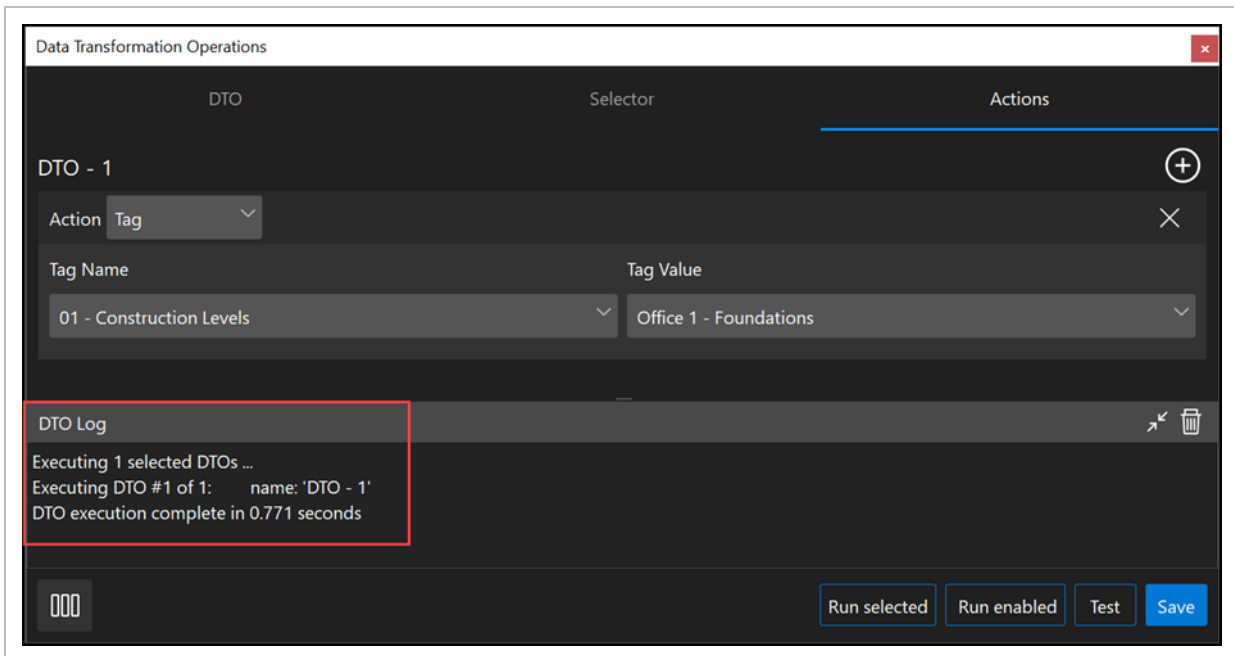 Data Transformation Operations
DTO Selector Actions
DTO - 1
Action Tag
Tag Name Tag Value
01 - Construction Levels Office 1 - Foundations
DTO Log
Executing 1 selected DTOs ...
Executing DTO #1 of 1: name: 'DTO - 1'
DTO execution complete in 0.771 seconds
Run selected Run enabled Test Save